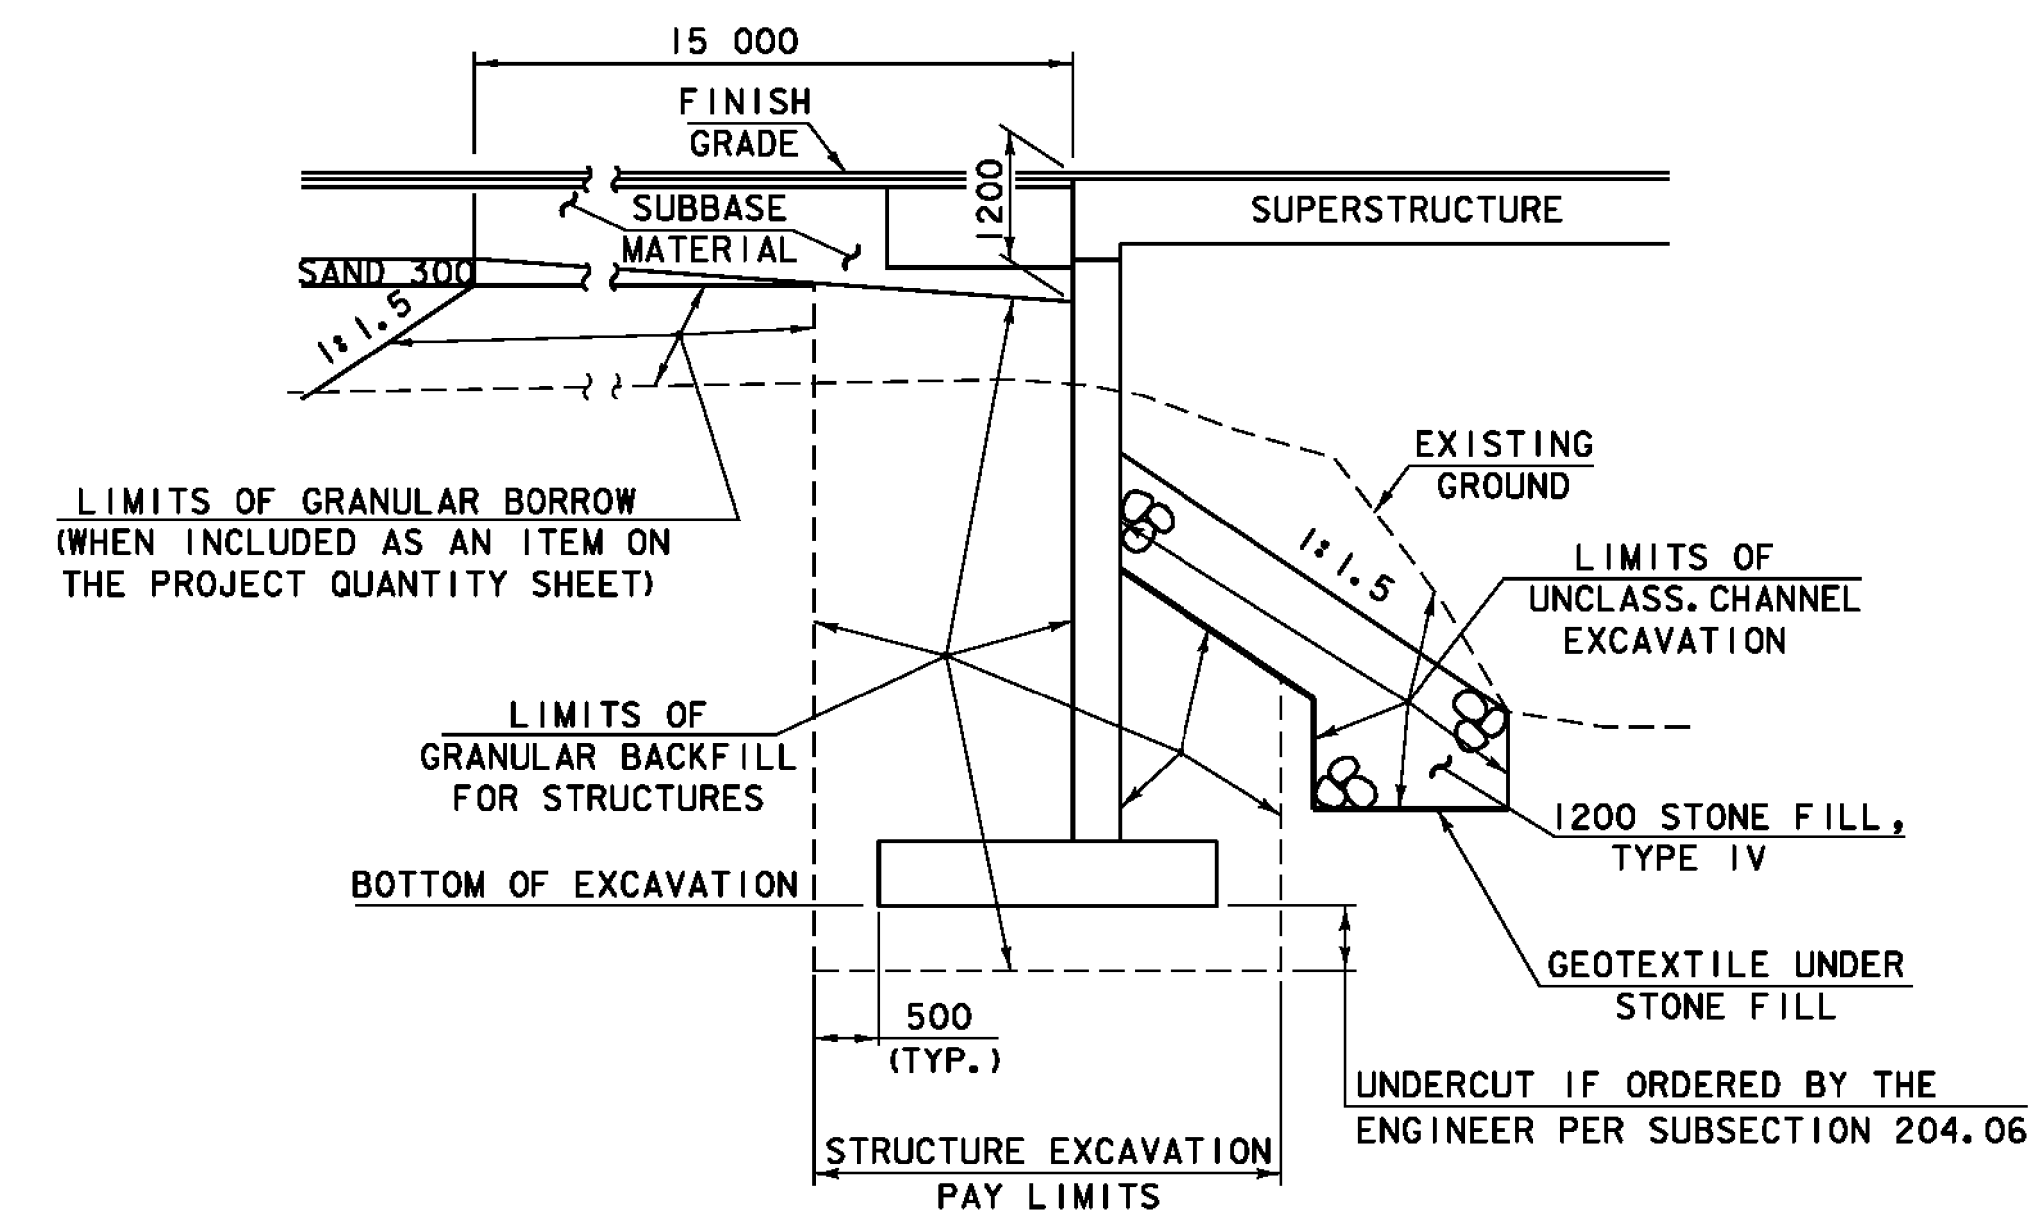 15 000
FINISH
GRADE
1200
SUBBASE
MATERIAL
SUPERSTRUCTURE
SAND 300
1:1.5
EXISTING
GROUND
LIMITS OF GRANULAR BORROW
(WHEN INCLUDED AS AN ITEM ON
THE PROJECT QUANTITY SHEET)
1:1.5
LIMITS OF
UNCLASS. CHANNEL
EXCAVATION
LIMITS OF
GRANULAR BACKFILL
FOR STRUCTURES
1200 STONE FILL,
TYPE IV
BOTTOM OF EXCAVATION
GEOTEXTILE UNDER
STONE FILL
500
(TYP.)
UNDERCUT IF ORDERED BY THE
ENGINEER PER SUBSECTION 204.06
STRUCTURE EXCAVATION
PAY LIMITS